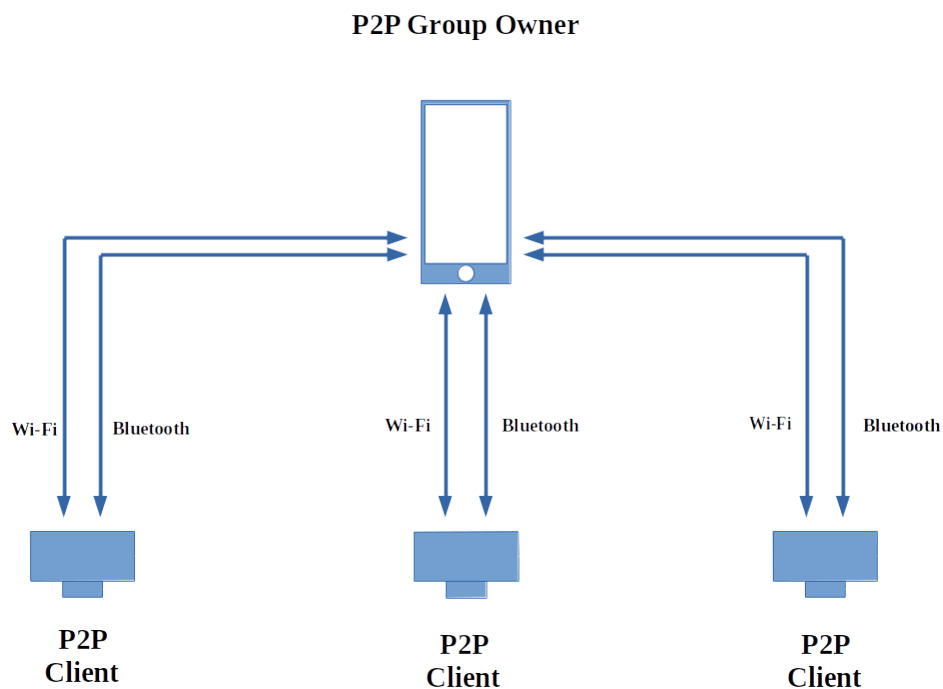 P2P Group Owner
Wi-Fi
Bluetooth
Wi-Fi
Bluetooth
Wi-Fi
Bluetooth
P2P
Client
P2P
Client
P2P
Client